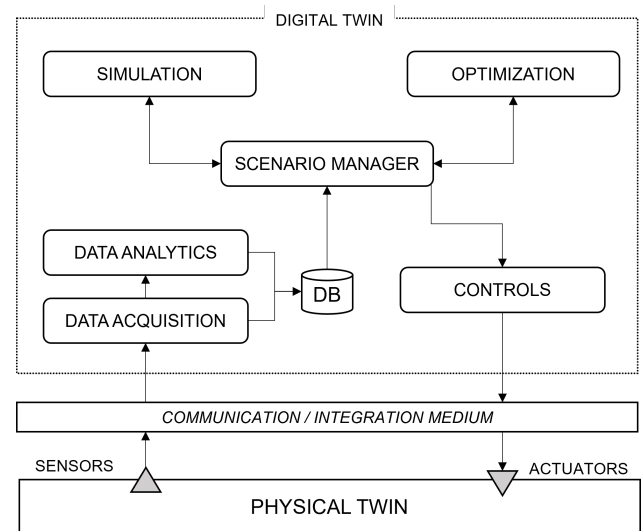 DIGITAL TWIN
SIMULATION
OPTIMIZATION
SCENARIO MANAGER
DATA ANALYTICS
DB
CONTROLS
DATA ACQUISITION
COMMUNICATION / INTEGRATION MEDIUM
SENSORS
ACTUATORS
PHYSICAL TWIN